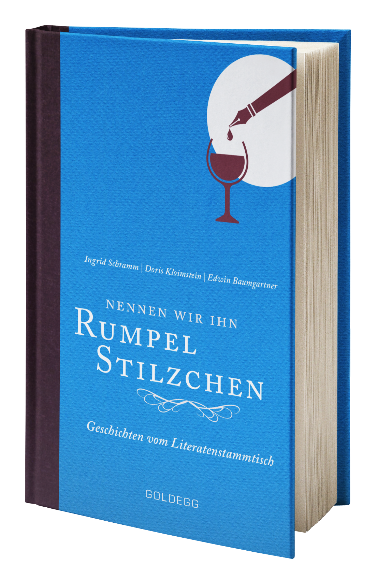 Ingrid Schramm | Doris Kloimstein | Edwin Baumgartner
NENNEN WIR IHN
RUMPEL
STILZCHEN
Geschichten vom Literatenstammtisch
GOLDEGG